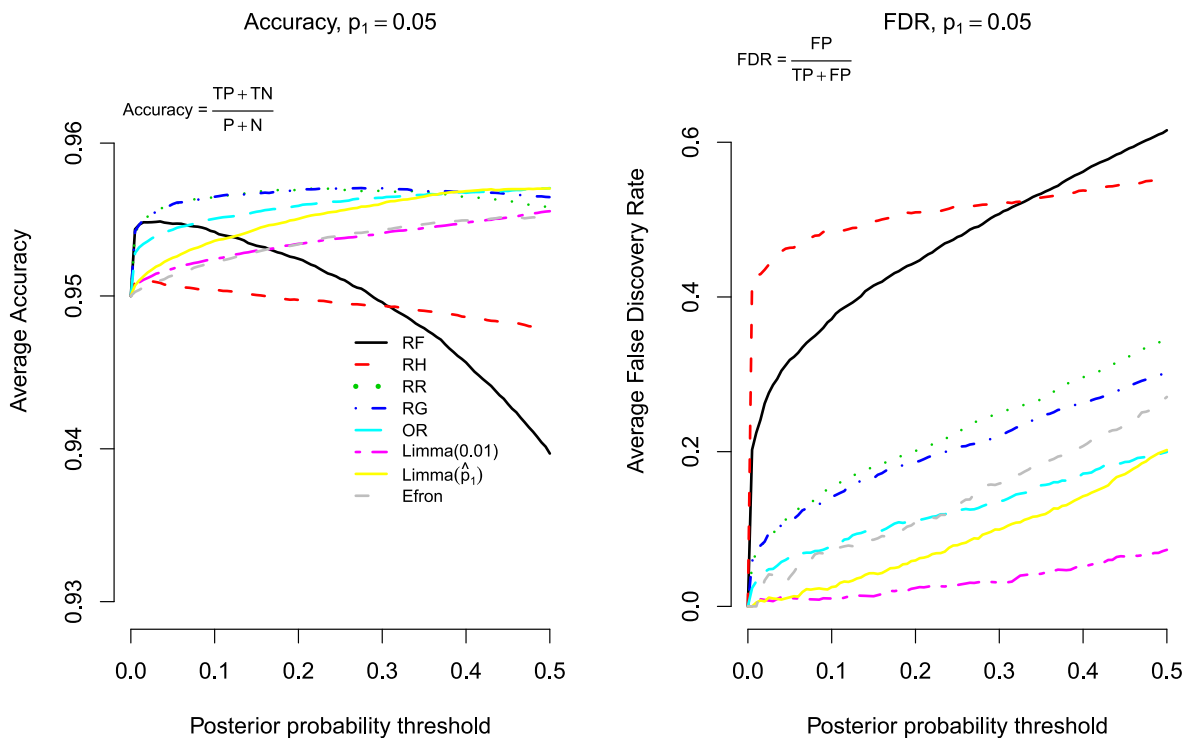 Accuracy, p₁ = 0.05
Accuracy = TP + TN
P + N
Average Accuracy
0.96
0.95
0.94
0.93
RF
RH
RR
RG
OR
Limma(0.01)
Limma(p̂₁)
Efron
0.0 0.1 0.2 0.3 0.4 0.5
Posterior probability threshold
FDR, p₁ = 0.05
FDR = FP
TP + FP
Average False Discovery Rate
0.6
0.4
0.2
0.0
0.0 0.1 0.2 0.3 0.4 0.5
Posterior probability threshold